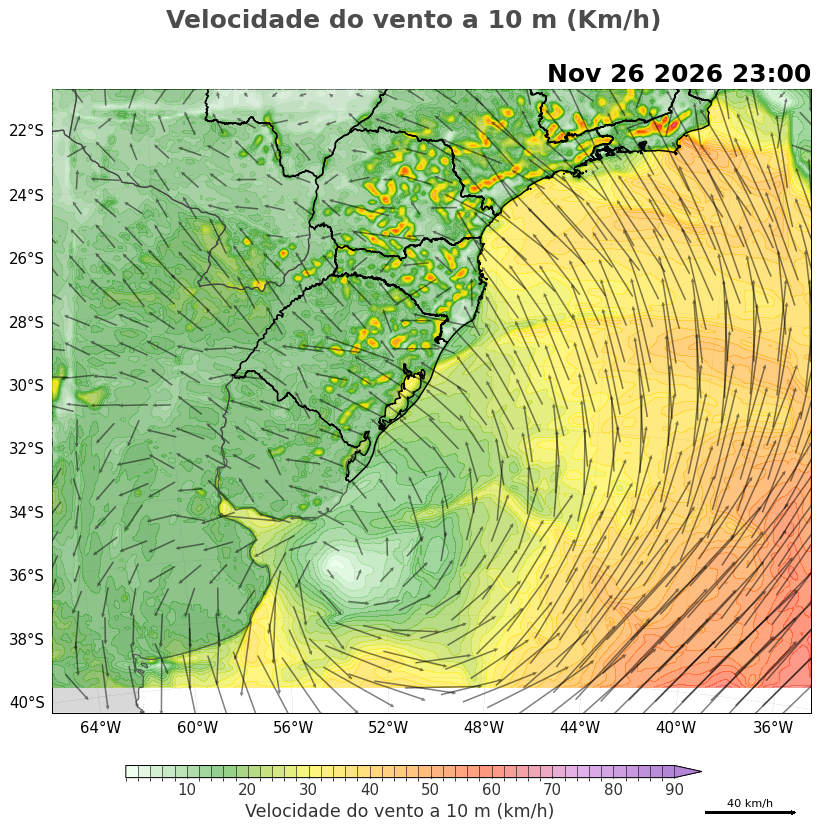 Velocidade do vento a 10 m (Km/h)
Nov 26 2026 23:00
22°S
24°S
26°S
28°S
30°S
32°S
34°S
36°S
38°S
40°S
64°W 60°W 56°W 52°W 48°W 44°W 40°W 36°W
10 20 30 40 50 60 70 80 90
Velocidade do vento a 10 m (km/h)
40 km/h